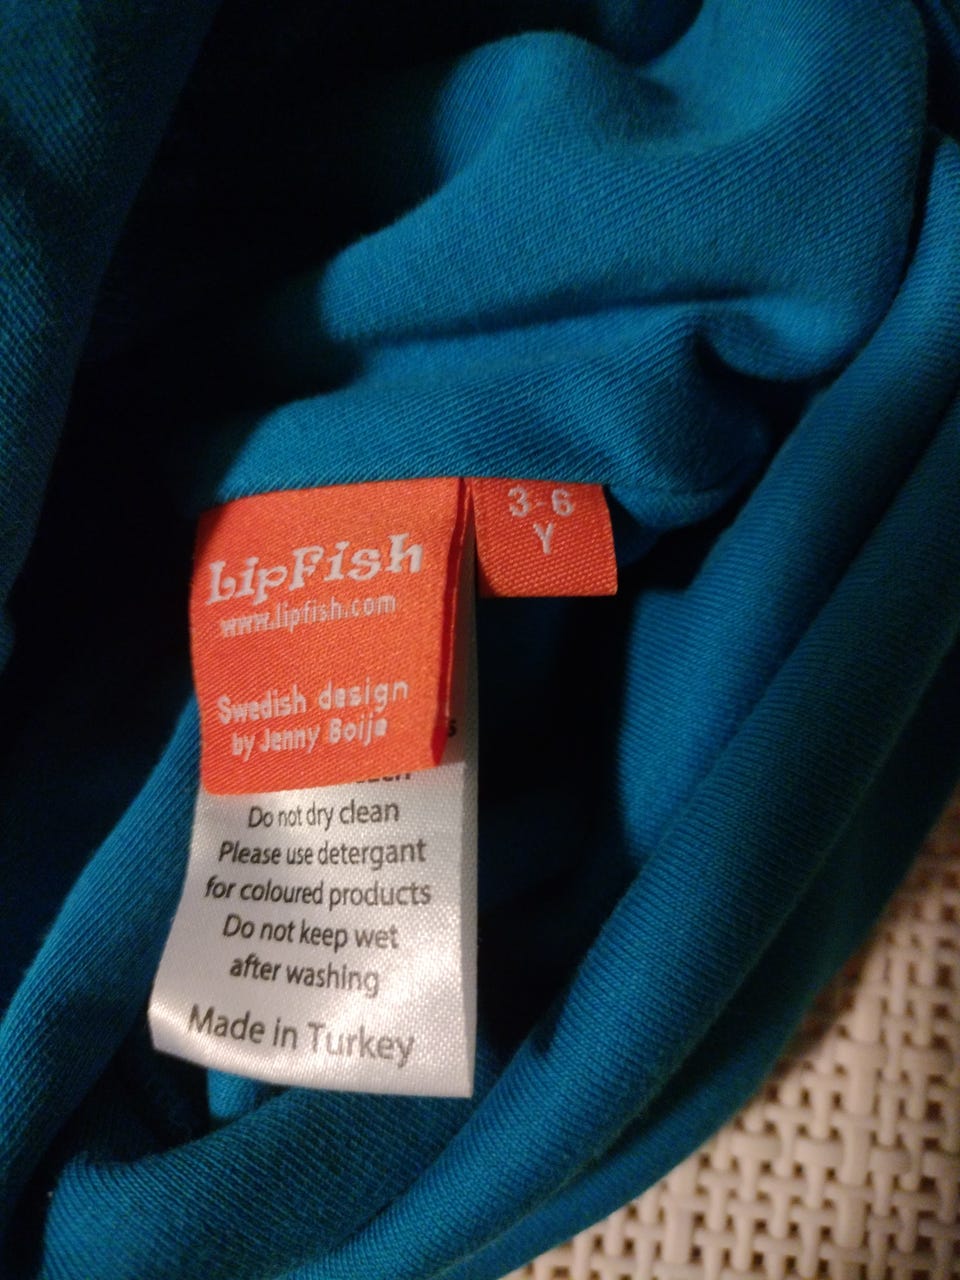 3-6
Y
LipFish
www.lipfish.com
Swedish design
by Jenny Boije
Do not dry clean
Please use detergant
for coloured products
Do not keep wet
after washing
Made in Turkey